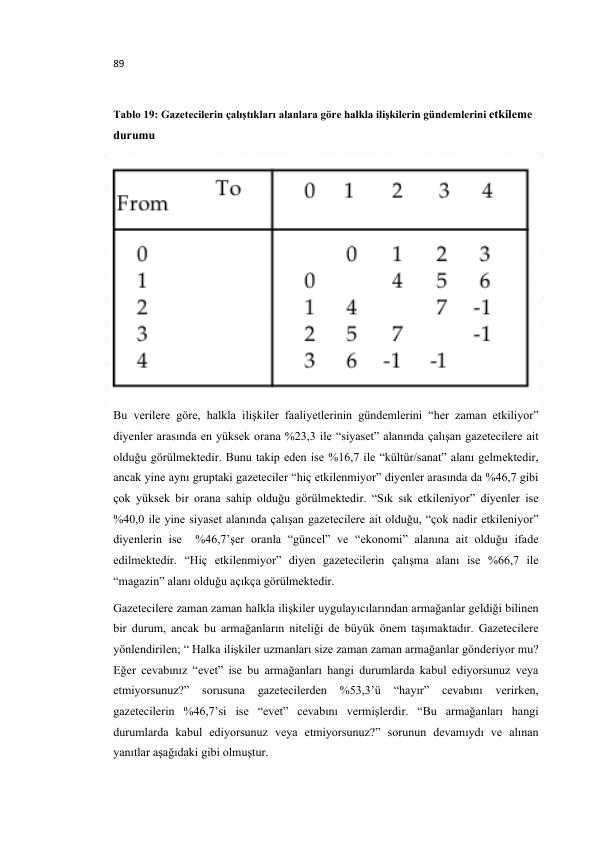 89
Tablo 19: Gazetecilerin çalıştıkları alanlara göre halkla ilişkilerin gündemlerini etkileme
durumu
To 0 1 2 3 4
From
0 0 1 2 3
1 0 4 5 6
2 1 4 7 -1
3 2 5 7 -1
4 3 6 -1 -1
Bu verilere göre, halkla ilişkiler faaliyetlerinin gündemlerini “her zaman etkiliyor”
diyenler arasında en yüksek orana %23,3 ile “siyaset” alanında çalışan gazetecilere ait
olduğu görülmektedir. Bunu takip eden ise %16,7 ile “kültür/sanat” alanı gelmektedir,
ancak yine aynı gruptaki gazeteciler “hiç etkilenmiyor” diyenler arasında da %46,7 gibi
çok yüksek bir orana sahip olduğu görülmektedir. “Sık sık etkileniyor” diyenler ise
%40,0 ile yine siyaset alanında çalışan gazetecilere ait olduğu, “çok nadir etkileniyor”
diyenlerin ise %46,7’şer oranla “güncel” ve “ekonomi” alanına ait olduğu ifade
edilmektedir. “Hiç etkilenmiyor” diyen gazetecilerin çalışma alanı ise %66,7 ile
“magazin” alanı olduğu açıkça görülmektedir.
Gazetecilere zaman zaman halkla ilişkiler uygulayıcılarından armağanlar geldiği bilinen
bir durum, ancak bu armağanların niteliği de büyük önem taşımaktadır. Gazetecilere
yönlendirilen; “ Halka ilişkiler uzmanları size zaman zaman armağanlar gönderiyor mu?
Eğer cevabınız “evet” ise bu armağanları hangi durumlarda kabul ediyorsunuz veya
etmiyorsunuz?” sorusuna gazetecilerden %53,3’ü “hayır” cevabını verirken,
gazetecilerin %46,7’si ise “evet” cevabını vermişlerdir. “Bu armağanları hangi
durumlarda kabul ediyorsunuz veya etmiyorsunuz?” sorunun devamıydı ve alınan
yanıtlar aşağıdaki gibi olmuştur.